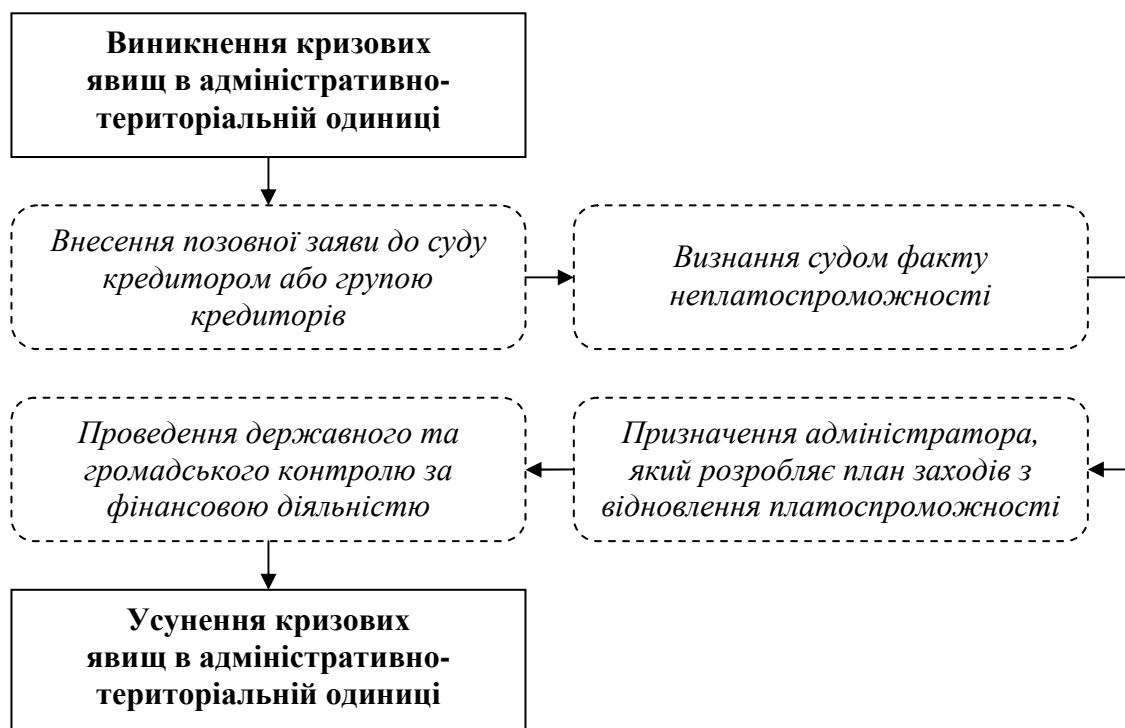 Виникнення кризових
явищ в адміністративно-
територіальній одиниці
Внесення позовної заяви до суду
кредитором або групою
кредиторів
Визнання судом факту
неплатоспроможності
Призначення адміністратора,
який розробляє план заходів з
відновлення платоспроможності
Проведення державного та
громадського контролю за
фінансовою діяльністю
Усунення кризових
явищ в адміністративно-
територіальній одиниці